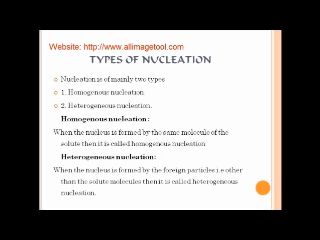 Website: http://www.allimagetool.com
TYPES OF NUCLEATION
Nucleation is of mainly two types
1. Homogenous nucleation.
2. Heterogeneous nucleation.
Homogenous nucleation:
When the nucleus is formed by the same molecule of the
solute then it is called homogenous nucleation
Heterogeneous nucleation:
When the nucleus is formed by the foreign particles i.e other
than the solute molecules then it is called heterogeneous
nucleation.